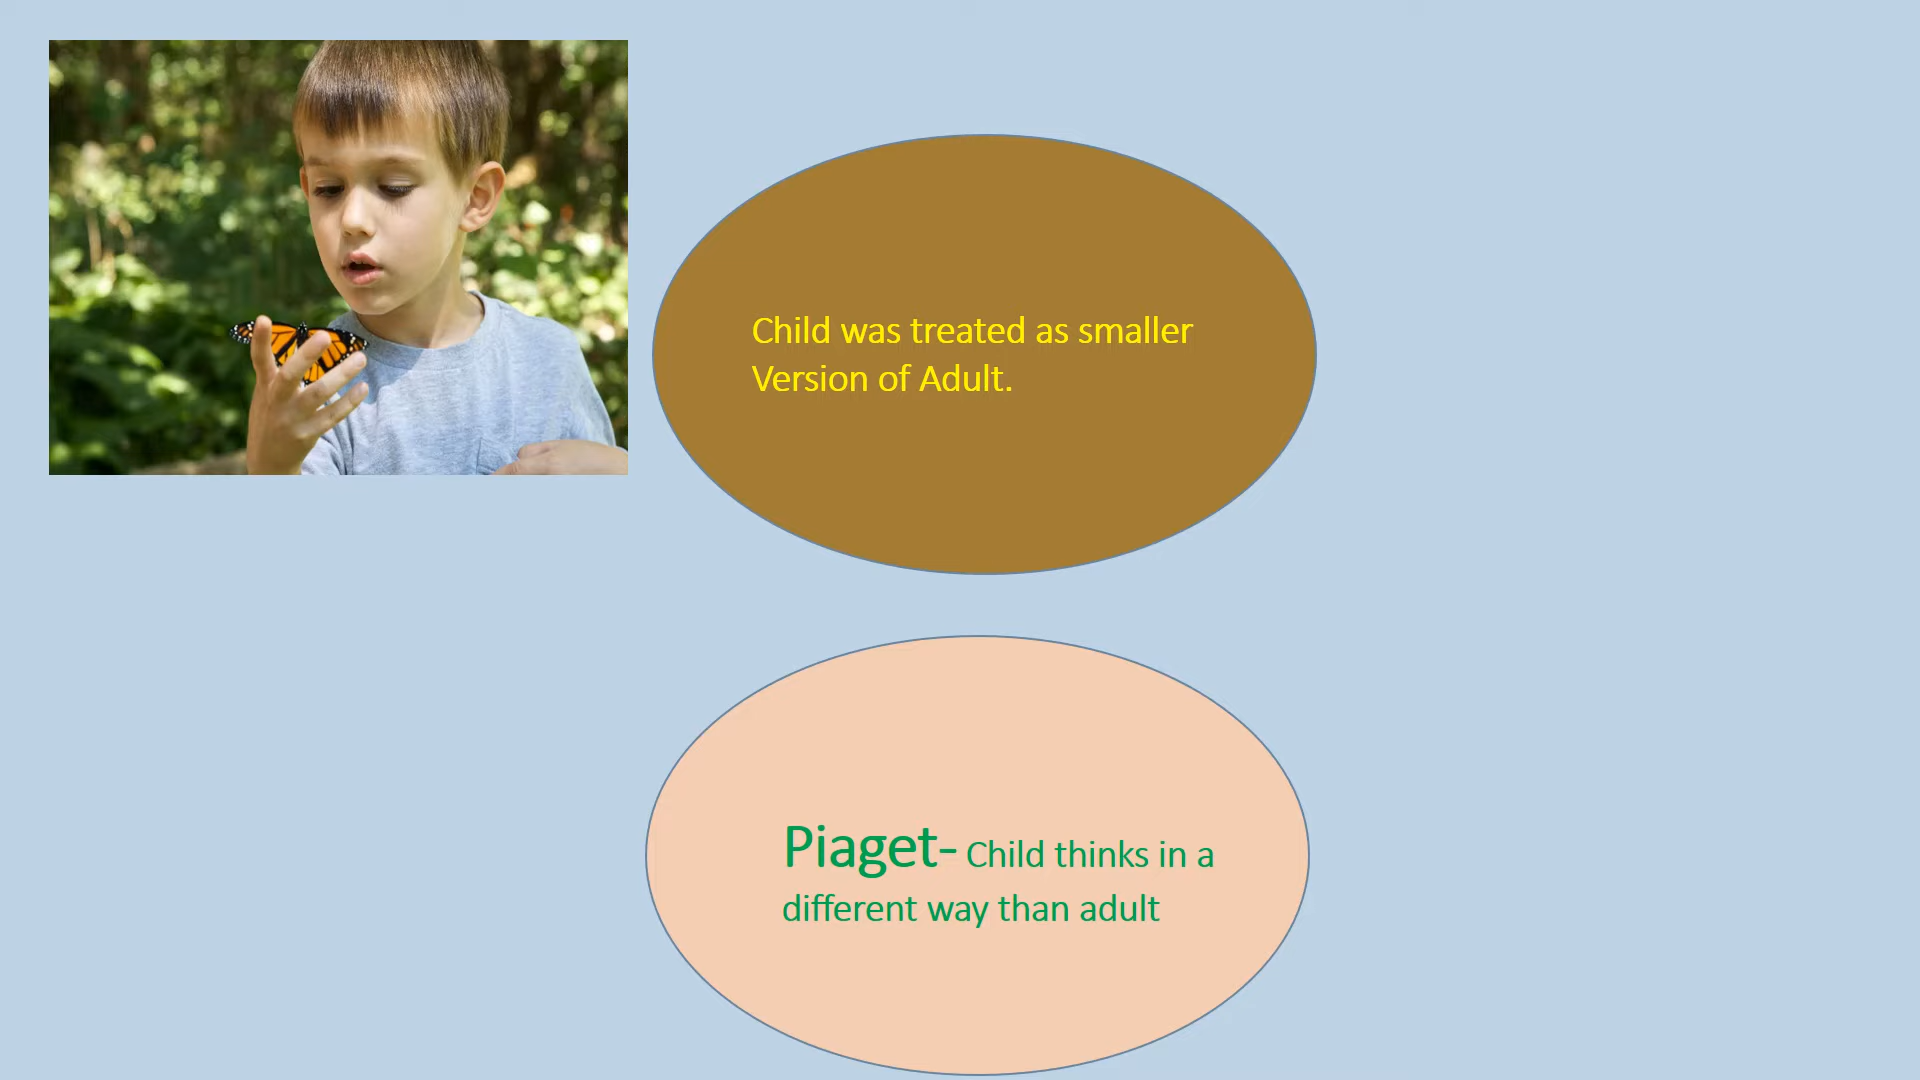 Child was treated as smaller
Version of Adult.
Piaget- Child thinks in a
different way than adult